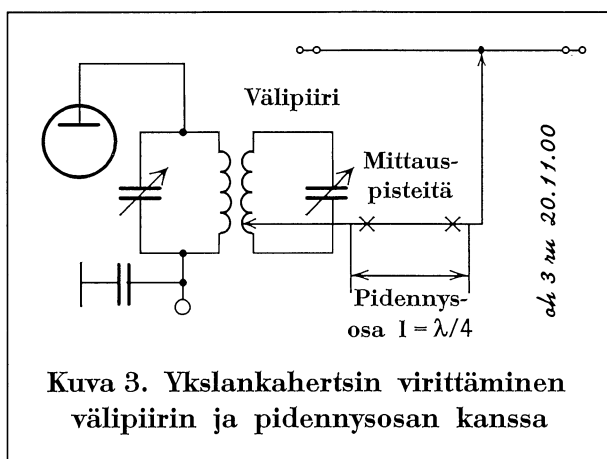 Välipiiri
Mittaus-
pisteitä
Pidennys-
osa l = λ/4
oh 3 ru 20.11.00
Kuva 3. Ykslankahertsin virittäminen
välipiirin ja pidennysosan kanssa